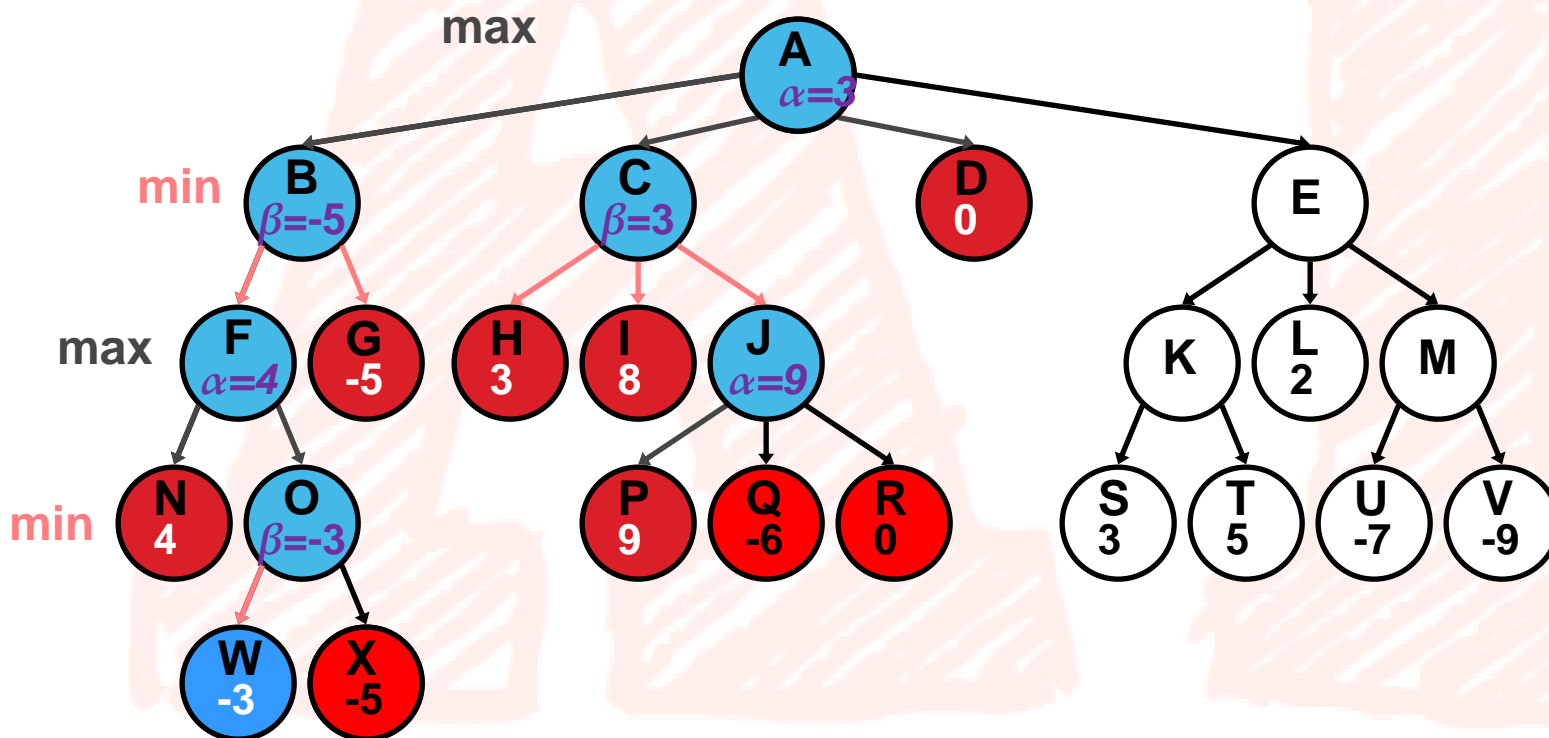 max
A
α=3
min
B
β=-5
C
β=3
D
0
E
max
F
α=4
G
-5
H
3
I
8
J
α=9
K
L
2
M
min
N
4
O
β=-3
P
9
Q
-6
R
0
S
3
T
5
U
-7
V
-9
W
-3
X
-5